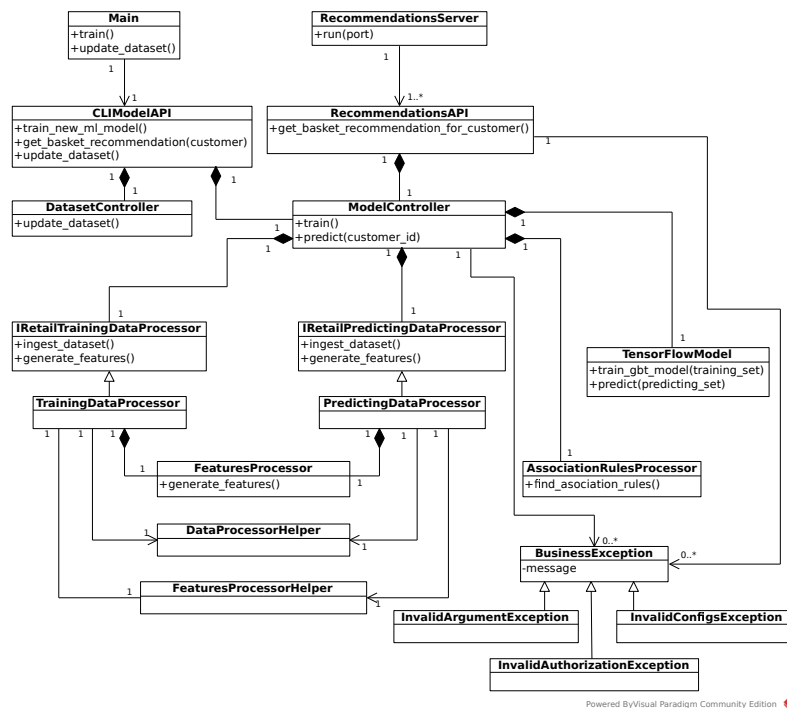 Main
+train()
+update_dataset()
RecommendationsServer
+run(port)
1
1
1
1..*
CLIModelAPI
+train_new_ml_model()
+get_basket_recommendation(customer)
+update_dataset()
RecommendationsAPI
+get_basket_recommendation_for_customer()
1
1
1
1
1
1
DatasetController
+update_dataset()
ModelController
+train()
+predict(customer_id)
1
1
1
1
1
1
1
1
1
1
IRetailTrainingDataProcessor
+ingest_dataset()
+generate_features()
IRetailPredictingDataProcessor
+ingest_dataset()
+generate_features()
TensorFlowModel
+train_gbt_model(training_set)
+predict(predicting_set)
TrainingDataProcessor
PredictingDataProcessor
1
1
1
1
1
1
1
1
1
1
FeaturesProcessor
+generate_features()
AssociationRulesProcessor
+find_asociation_rules()
DataProcessorHelper
1
1
0..*
0..*
BusinessException
-message
FeaturesProcessorHelper
1
1
InvalidArgumentException
InvalidConfigsException
InvalidAuthorizationException
Powered ByVisual Paradigm Community Edition